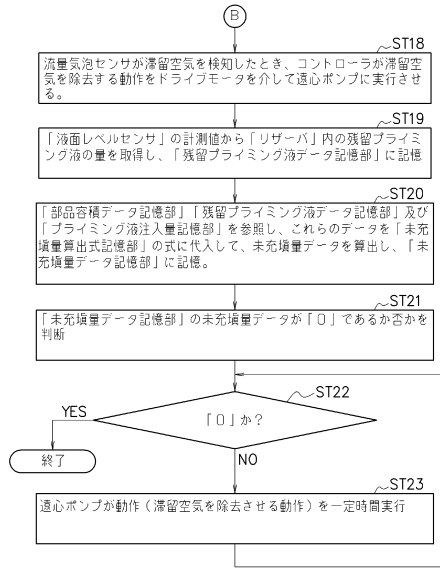 B
ST18
流量気泡センサが滞留空気を検知したとき、コントローラが滞留空
気を除去する動作をドライブモータを介して遠心ポンプに実行させ
る。
ST19
「液面レベルセンサ」の計測値から「リザーバ」内の残留プライミ
ング液の量を取得し、「残留プライミング液データ記憶部」に記憶
ST20
「部品容積データ記憶部」「残留プライミング液データ記憶部」及び
「プライミング液注入量記憶部」を参照し、これらのデータを「未充
填量算出式記憶部」の式に代入して、未充填量データを算出し、「未
充填量データ記憶部」に記憶。
ST21
「未充填量データ記憶部」の未充填量データが「0」であるか否かを
判断
ST22
「0」か？
YES
終了
NO
ST23
遠心ポンプが動作（滞留空気を除去させる動作）を一定時間実行